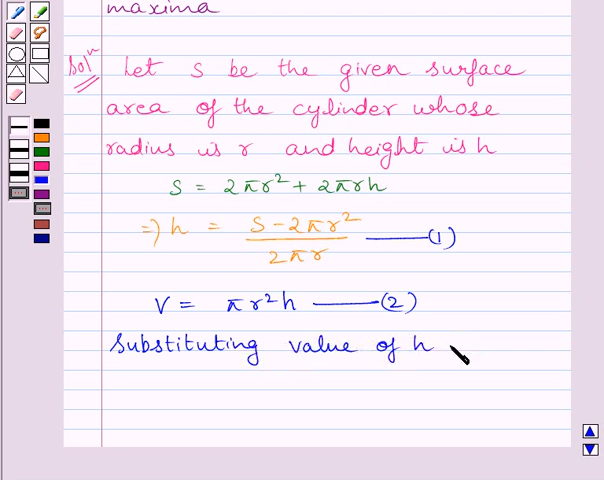 maxima
Solⁿ Let S be the given surface
area of the cylinder whose
radius is r and height is h
S = 2πr² + 2πrh
=> h = (S - 2πr²) / (2πr) ——— (1)
V = πr²h ——— (2)
Substituting value of h